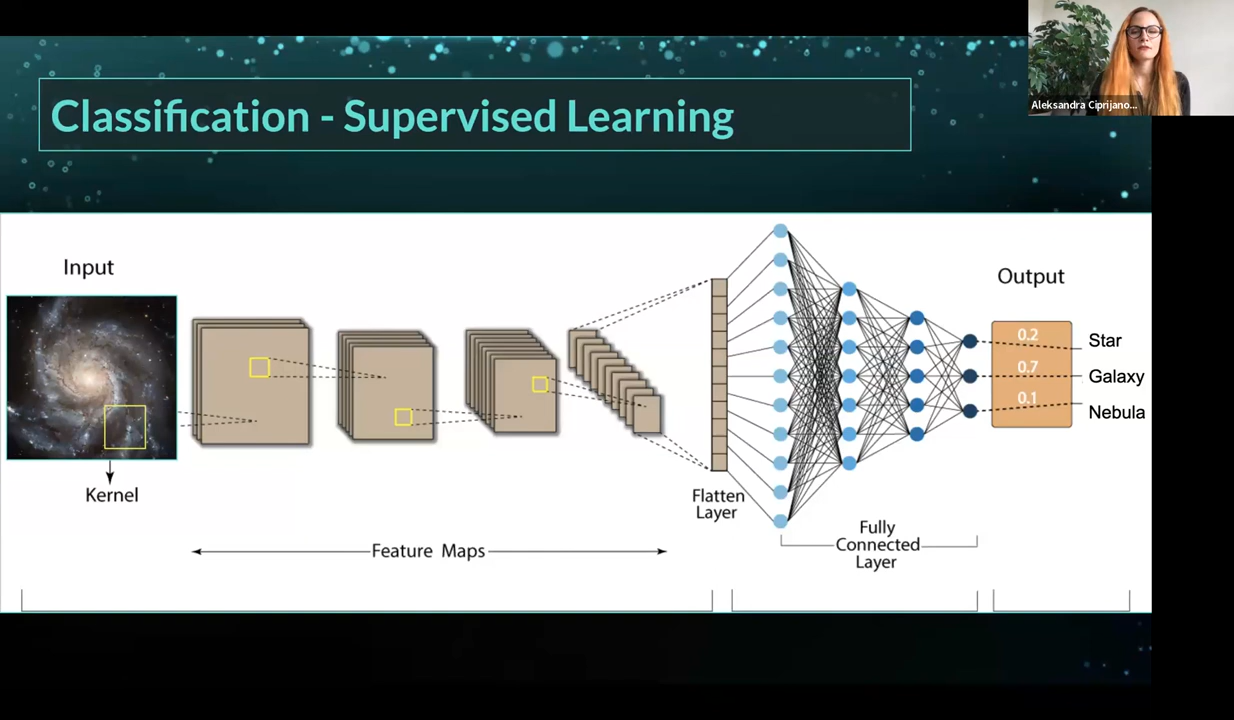 Classification - Supervised Learning
Aleksandra Ciprijano...
Input
Output
0.2
Star
0.7
Galaxy
0.1
Nebula
Kernel
Flatten
Layer
Feature Maps
Fully
Connected
Layer